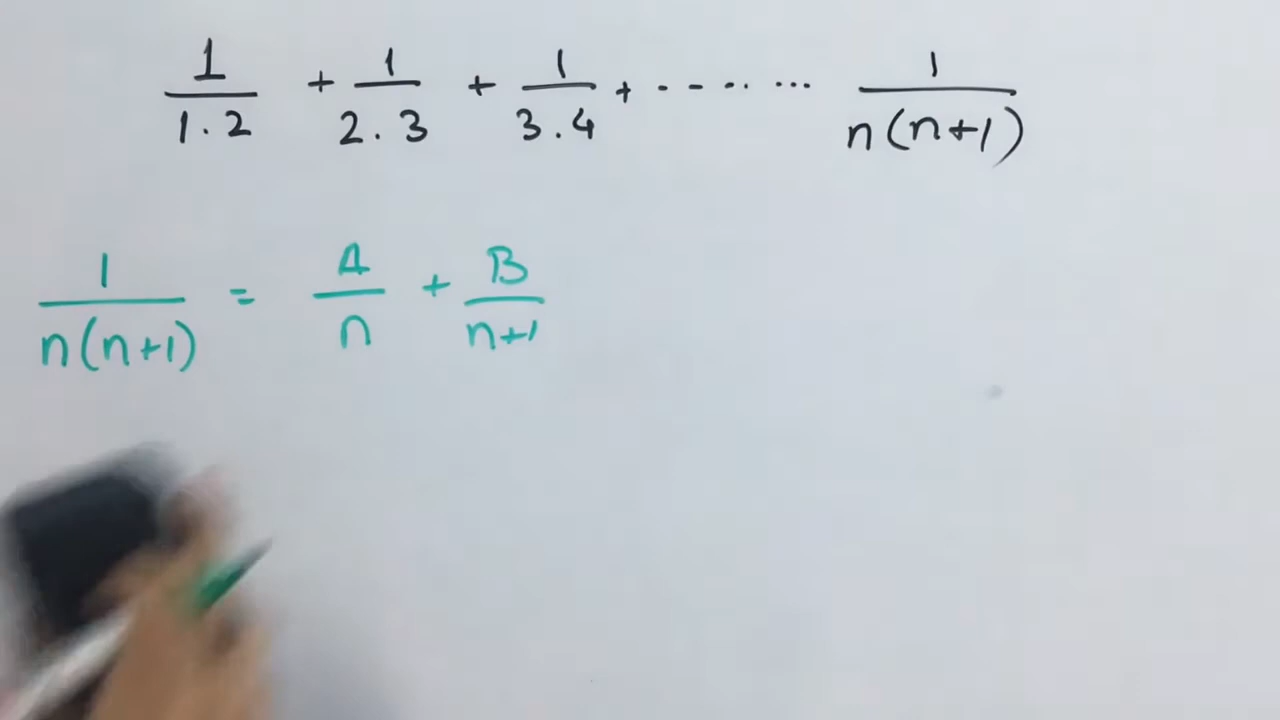 1/1.2 + 1/2.3 + 1/3.4 + - - -- ... 1/n(n+1)
1/n(n+1) = A/n + B/n+1